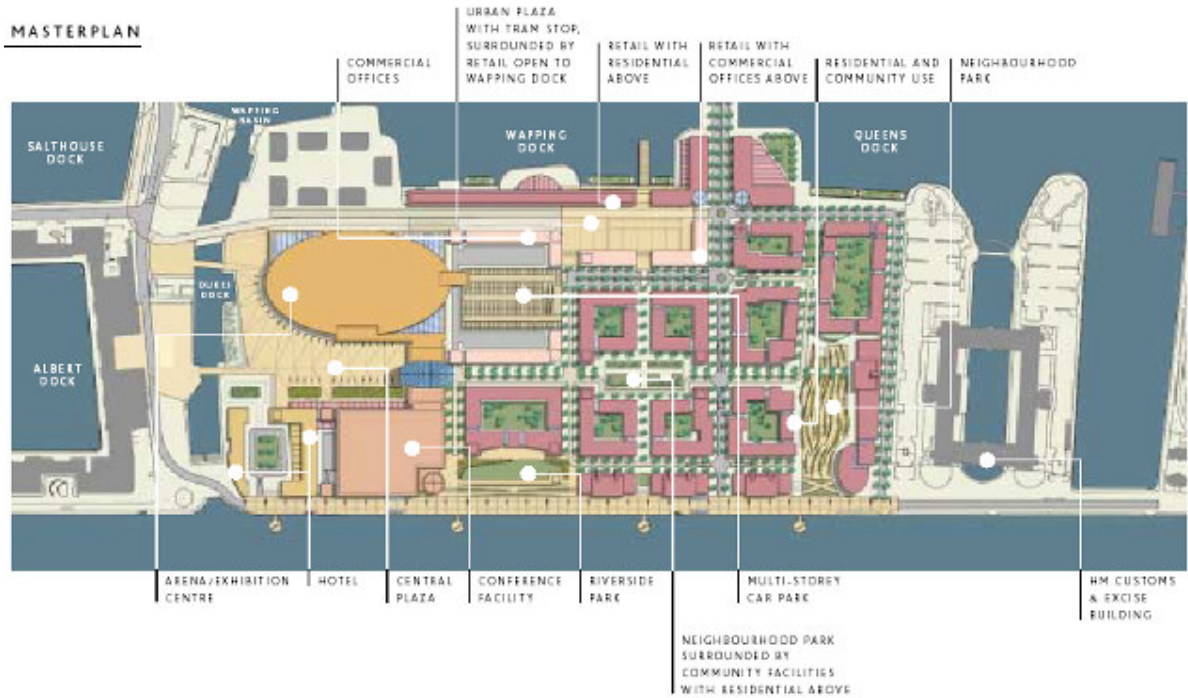 MASTERPLAN
COMMERCIAL
OFFICES
URBAN PLAZA
WITH TRAM STOP,
SURROUNDED BY
RETAIL OPEN TO
WAPPING DOCK
RETAIL WITH
RESIDENTIAL
ABOVE
RETAIL WITH
COMMERCIAL
OFFICES ABOVE
RESIDENTIAL AND
COMMUNITY USE
NEIGHBOURHOOD
PARK
SALTHOUSE
DOCK
WAPPING
BASIN
WAPPING
DOCK
QUEENS
DOCK
DUKES
DOCK
ALBERT
DOCK
ARENA/EXHIBITION
CENTRE
HOTEL
CENTRAL
PLAZA
CONFERENCE
FACILITY
RIVERSIDE
PARK
MULTI-STOREY
CAR PARK
HM CUSTOMS
& EXCISE
BUILDING
NEIGHBOURHOOD PARK
SURROUNDED BY
COMMUNITY FACILITIES
WITH RESIDENTIAL ABOVE